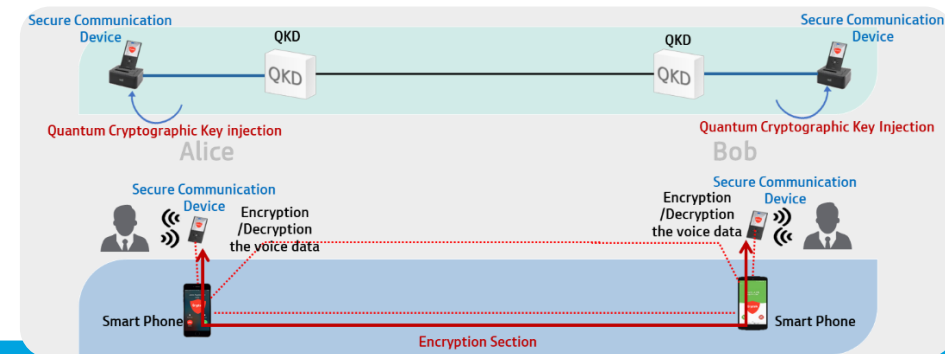 Secure Communication
Device
QKD
QKD
Secure Communication
Device
QKD
QKD
Quantum Cryptographic Key injection
Quantum Cryptographic Key Injection
Alice
Bob
Secure Communication
Device
Encryption
/Decryption
the voice data
Encryption
/Decryption
the voice data
Secure Communication
Device
Smart Phone
Smart Phone
Encryption Section